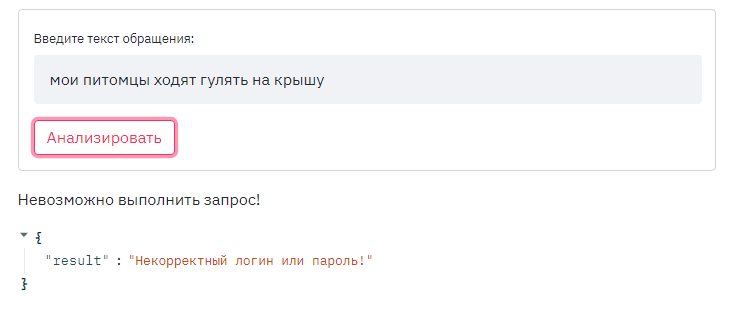 Введите текст обращения:
мои питомцы ходят гулять на крышу
Анализировать
Невозможно выполнить запрос!
{
"result" : "Некорректный логин или пароль!"
}